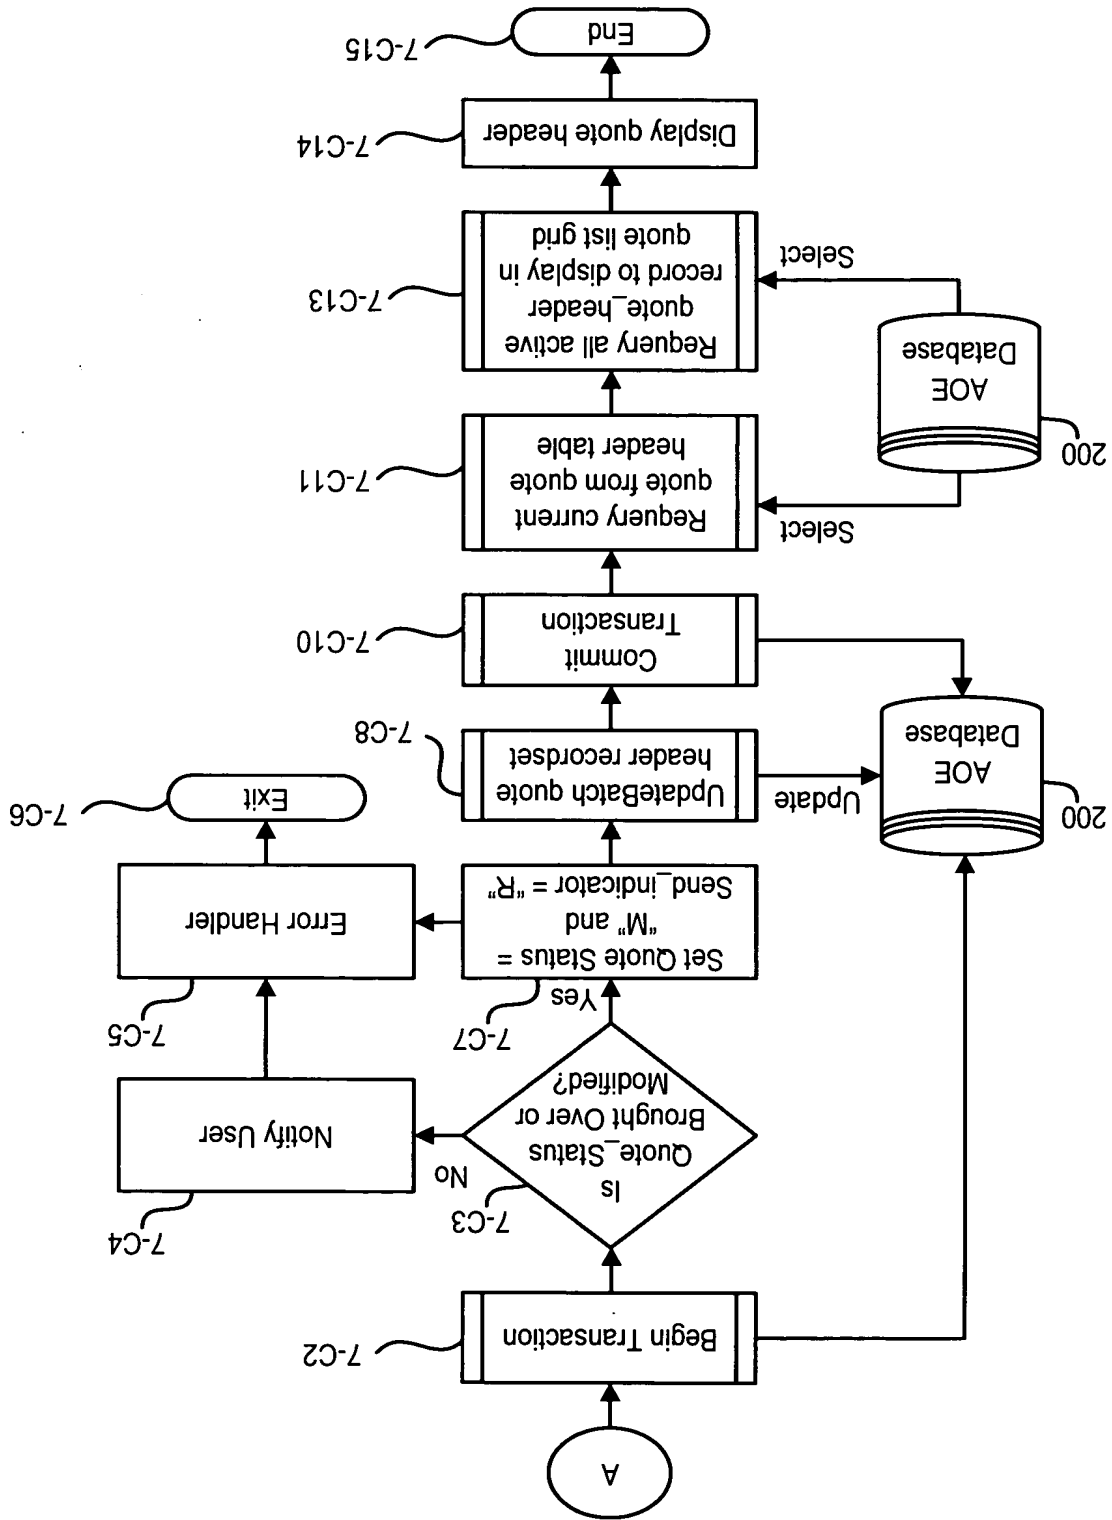 A
Begin Transaction
7-C2
Is
Quote_Status
Brought Over or
Modified?
7-C3
No
Yes
Notify User
7-C4
Error Handler
7-C5
Exit
7-C6
Set Quote Status =
"M" and
Send_indicator = "R"
7-C7
UpdateBatch quote
header recordset
7-C8
Update
AOE
Database
200
Commit
Transaction
7-C10
Requery current
quote from quote
header table
7-C11
Select
AOE
Database
200
Select
Requery all active
quote_header
record to display in
quote list grid
7-C13
Display quote header
7-C14
End
7-C15